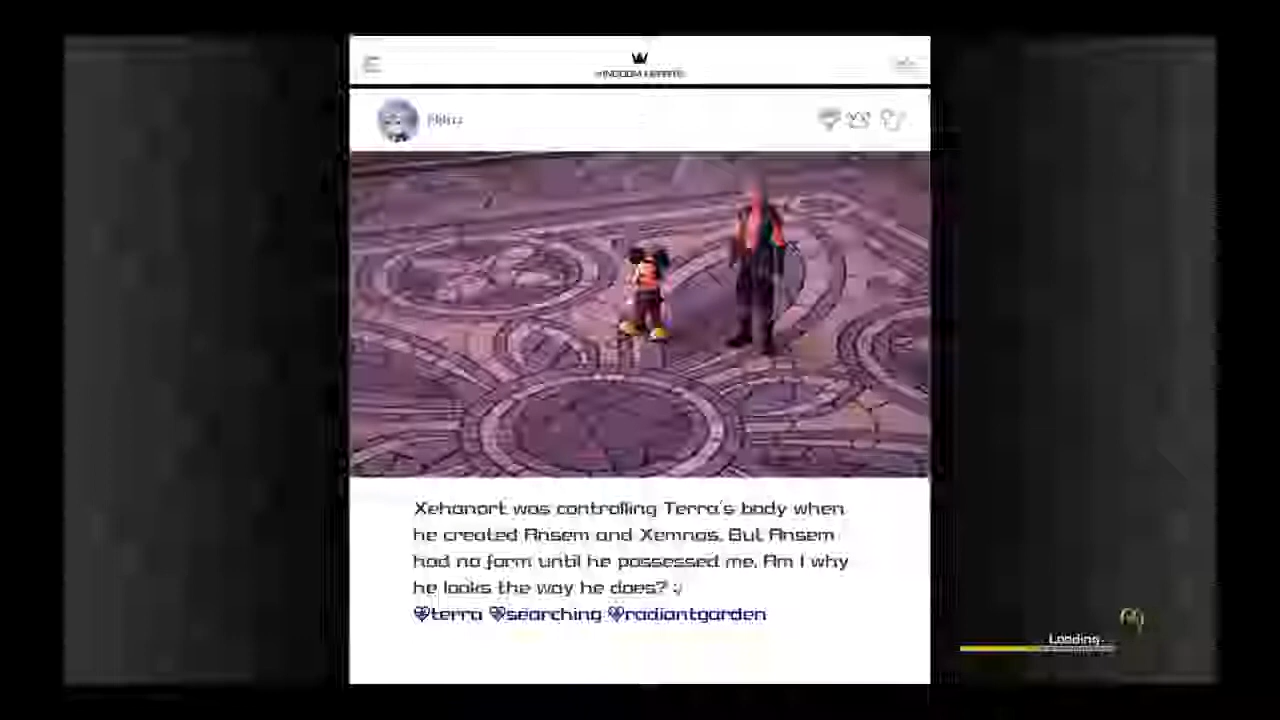 KINGDOM HEARTS
Xehanort was controlling Terra's body when
he created Ansem and Xemnas. But Ansem
had no form until he possessed me. Am I why
he looks the way he does? :/
terra searching radiantgarden
Loading...